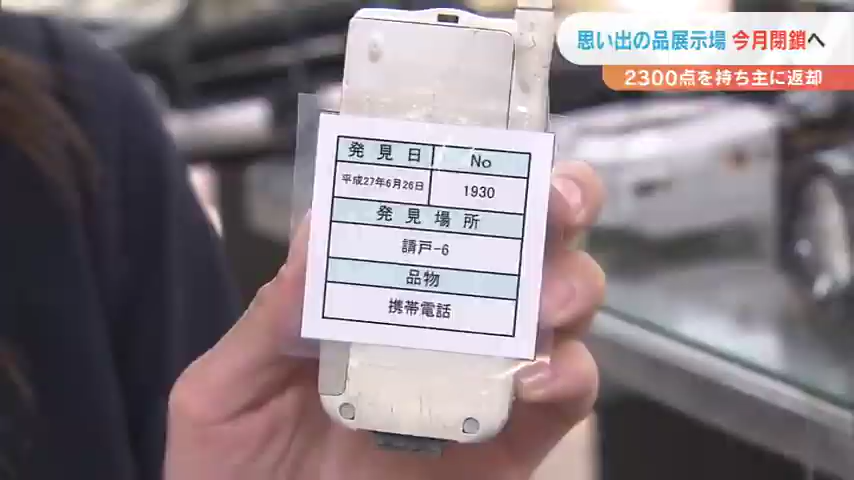 思い出の品展示場 今月閉鎖へ
2300点を持ち主に返却
発見日 No
平成27年6月26日 1930
発見場所
請戸-6
品物
携帯電話